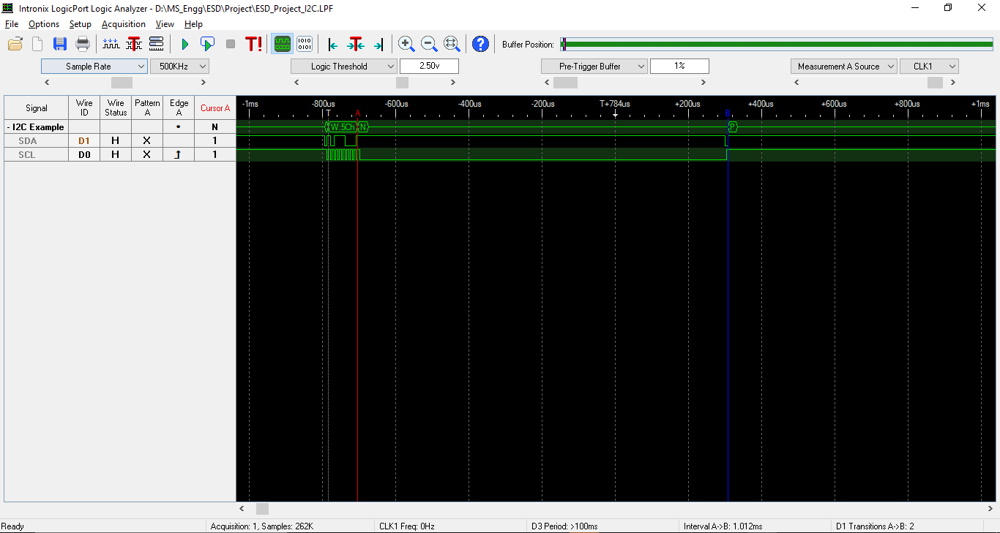 Intronix LogicPort Logic Analyzer - D:\MS_Engg\ESD\Project\ESD_Project_I2C.LPF
File Options Setup Acquisition View Help
T! 1010 0101 ? Buffer Position:
Sample Rate 500KHz Logic Threshold 2.50v Pre-Trigger Buffer 1% Measurement A Source CLK1
Signal Wire ID Wire Status Pattern A Edge A Cursor A
-1ms -800us -600us -400us -200us T+784us +200us +400us +600us +800us +1ms
T A B
- I2C Example N W:5Ch N P
SDA D1 H X 1
SCL D0 H X 1
Ready Acquisition: 1, Samples: 262K CLK1 Freq: 0Hz D3 Period: >100ms Interval A->B: 1.012ms D1 Transitions A->B: 2